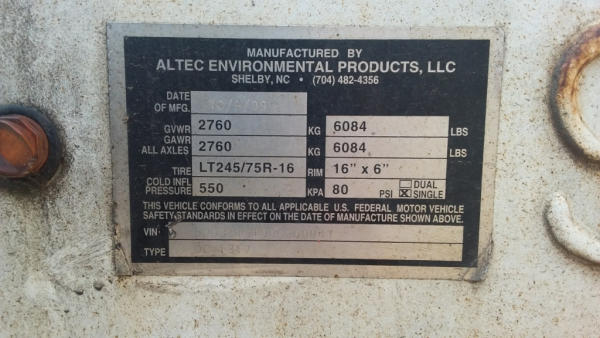 MANUFACTURED BY
ALTEC ENVIRONMENTAL PRODUCTS, LLC
SHELBY, NC • (704) 482-4356
DATE
OF MFG.
GVWR 2760 KG 6084 LBS
GAWR
ALL AXLES 2760 KG 6084 LBS
TIRE LT245/75R-16 RIM 16" x 6"
COLD INFL
PRESSURE 550 KPA 80 PSI DUAL
SINGLE
THIS VEHICLE CONFORMS TO ALL APPLICABLE U.S. FEDERAL MOTOR VEHICLE
SAFETY STANDARDS IN EFFECT ON THE DATE OF MANUFACTURE SHOWN ABOVE.
VIN
TYPE